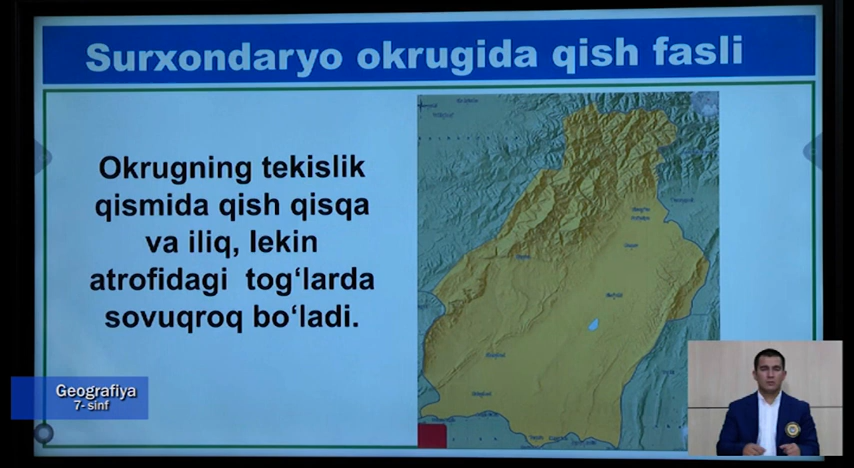 Surxondaryo okrugida qish fasli
Okrugning tekislik
qismida qish qisqa
va iliq, lekin
atrofidagi tog‘larda
sovuqroq bo‘ladi.
Geografiya
7- sinf